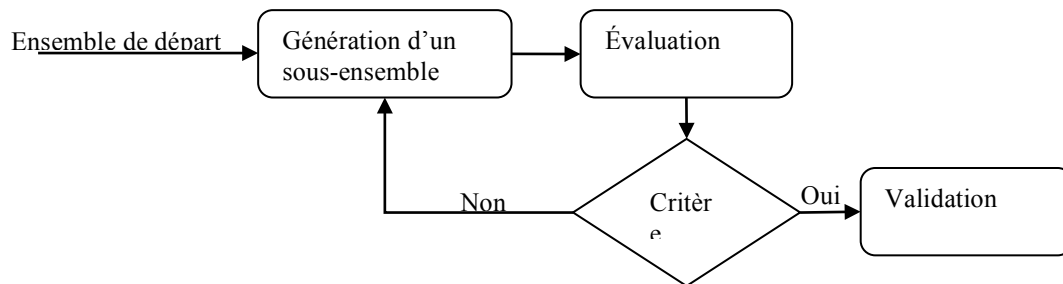 Ensemble de départ
Génération d’un
sous-ensemble
Évaluation
Non
Critèr
e
Oui
Validation